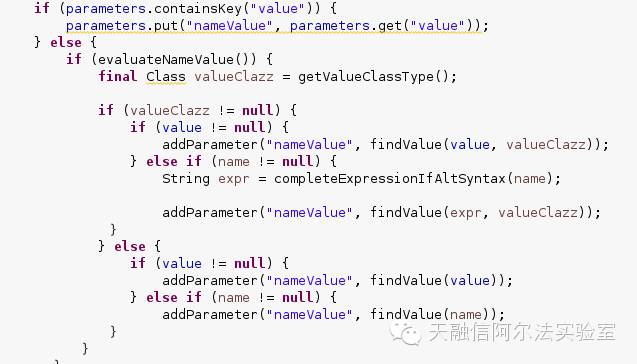 if (parameters.containsKey("value")) {
    parameters.put("nameValue", parameters.get("value"));
} else {
    if (evaluateNameValue()) {
        final Class valueClazz = getValueClassType();

        if (valueClazz != null) {
            if (value != null) {
                addParameter("nameValue", findValue(value, valueClazz));
            } else if (name != null) {
                String expr = completeExpressionIfAltSyntax(name);

                addParameter("nameValue", findValue(expr, valueClazz));
            }
        } else {
            if (value != null) {
                addParameter("nameValue", findValue(value));
            } else if (name != null) {
                addParameter("nameValue", findValue(name));
            }
        }
天融信阿尔法实验室